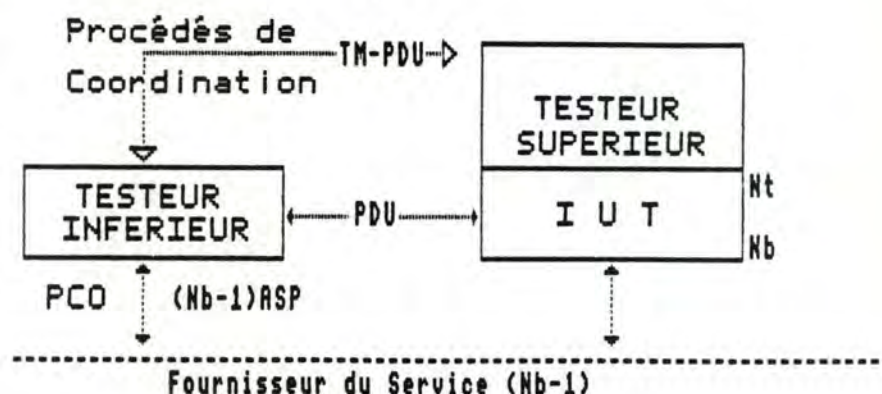 Procédés de
TM-PDU
Coordination
TESTEUR
SUPERIEUR
TESTEUR
INFERIEUR
PDU
I U T
Nt
Nb
PCO
(Nb-1)ASP
Fournisseur du Service (Nb-1)